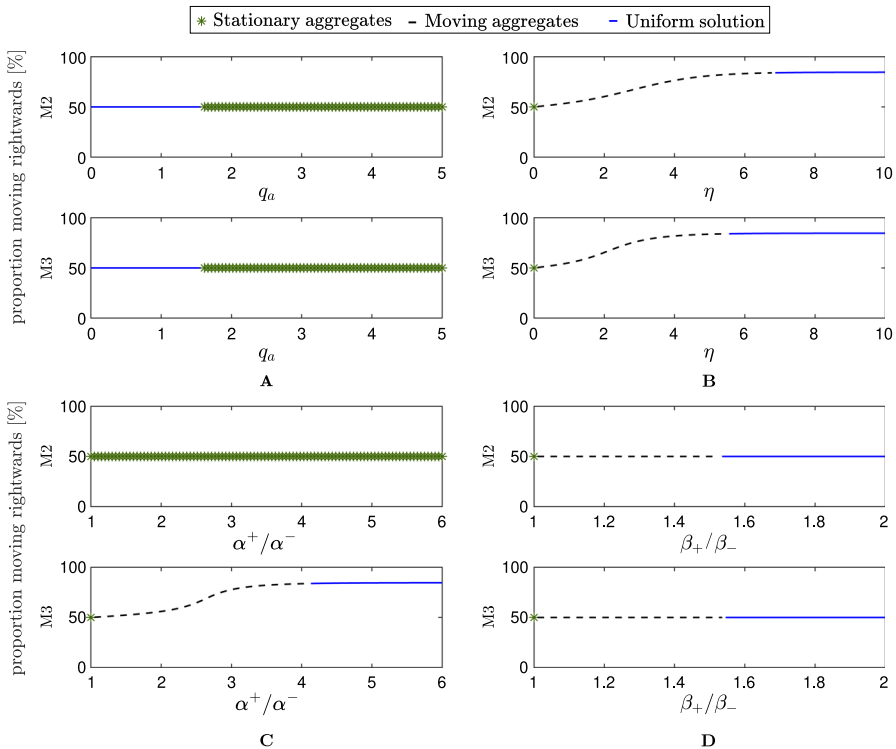 Stationary aggregates Moving aggregates Uniform solution
proportion moving rightwards [%]
M2
100
50
0
0 1 2 3 4 5
q_a
M2
100
50
0
0 2 4 6 8 10
η
M3
100
50
0
0 1 2 3 4 5
q_a
M3
100
50
0
0 2 4 6 8 10
η
A
B
proportion moving rightwards [%]
M2
100
50
0
1 2 3 4 5 6
α⁺/α⁻
M2
100
50
0
1 1.2 1.4 1.6 1.8 2
β₊/β₋
M3
100
50
0
1 2 3 4 5 6
α⁺/α⁻
M3
100
50
0
1 1.2 1.4 1.6 1.8 2
β₊/β₋
C
D